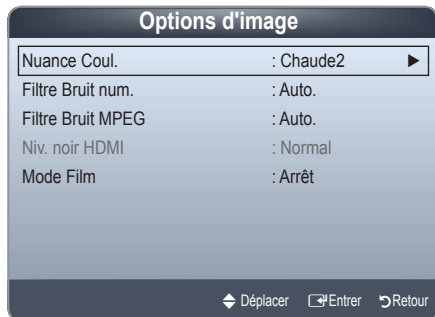 Options d'image
Nuance Coul. : Chaude2 ►
Filtre Bruit num. : Auto.
Filtre Bruit MPEG : Auto.
Niv. noir HDMI : Normal
Mode Film : Arrêt
Déplacer Entrer Retour